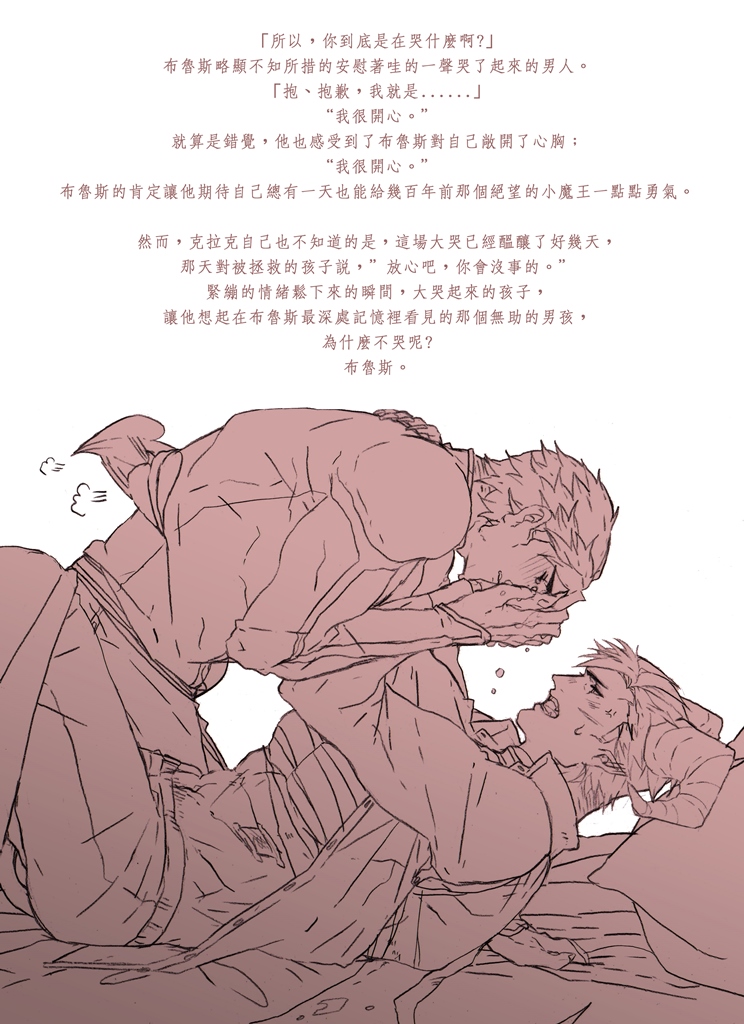 「所以，你到底是在哭什麼啊?」
布魯斯略顯不知所措的安慰著哇的一聲哭了起來的男人。
「抱、抱歉，我就是......」
“我很開心。”
就算是錯覺，他也感受到了布魯斯對自己敞開了心胸；
“我很開心。”
布魯斯的肯定讓他期待自己總有一天也能給幾百年前那個絕望的小魔王一點點勇氣。
然而，克拉克自己也不知道的是，這場大哭已經醞釀了好幾天，
那天對被拯救的孩子説，”放心吧，你會沒事的。”
緊繃的情緒鬆下來的瞬間，大哭起來的孩子，
讓他想起在布魯斯最深處記憶裡看見的那個無助的男孩，
為什麼不哭呢?
布魯斯。